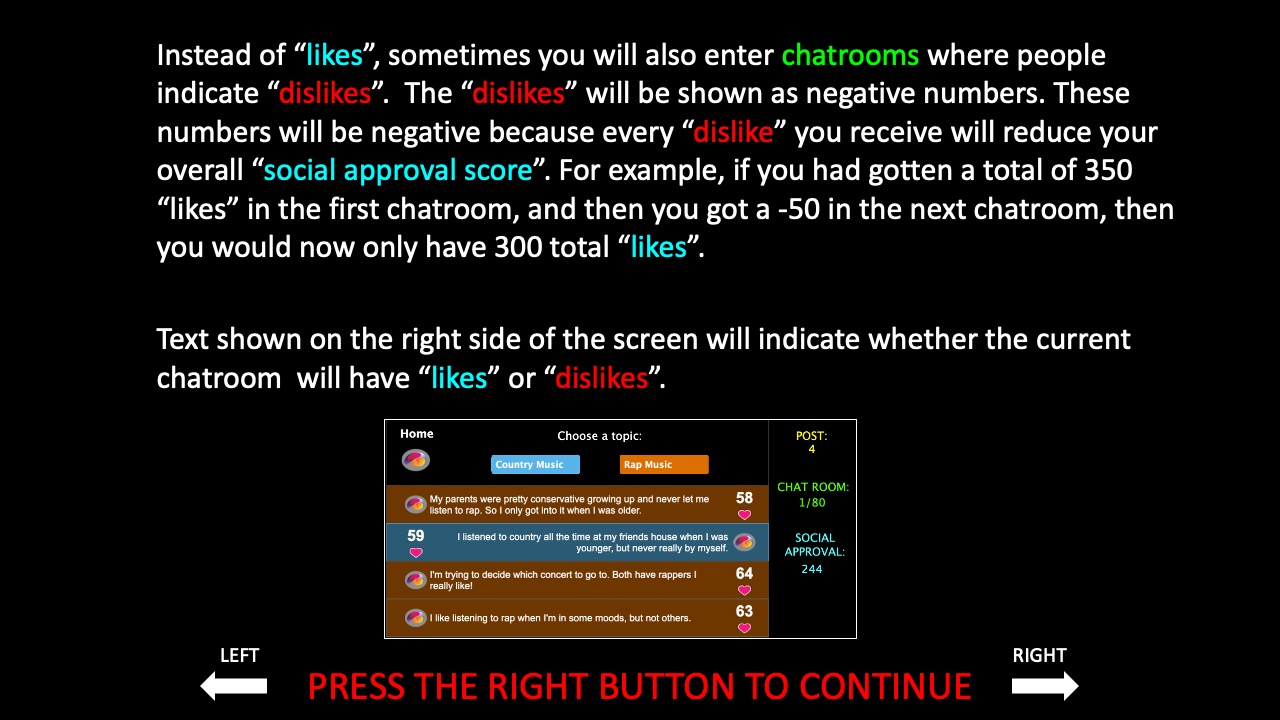 Instead of “likes”, sometimes you will also enter chatrooms where people
indicate “dislikes”.  The “dislikes” will be shown as negative numbers. These
numbers will be negative because every “dislike” you receive will reduce your
overall “social approval score”. For example, if you had gotten a total of 350
“likes” in the first chatroom, and then you got a -50 in the next chatroom, then
you would now only have 300 total “likes”.
Text shown on the right side of the screen will indicate whether the current
chatroom  will have “likes” or “dislikes”.
Home
Choose a topic:
Country Music
Rap Music
My parents were pretty conservative growing up and never let me
listen to rap. So I only got into it when I was older.
58
59
I listened to country all the time at my friends house when I was
younger, but never really by myself.
I'm trying to decide which concert to go to. Both have rappers I
really like!
64
I like listening to rap when I'm in some moods, but not others.
63
POST:
4
CHAT ROOM:
1/80
SOCIAL
APPROVAL:
244
LEFT
RIGHT
PRESS THE RIGHT BUTTON TO CONTINUE